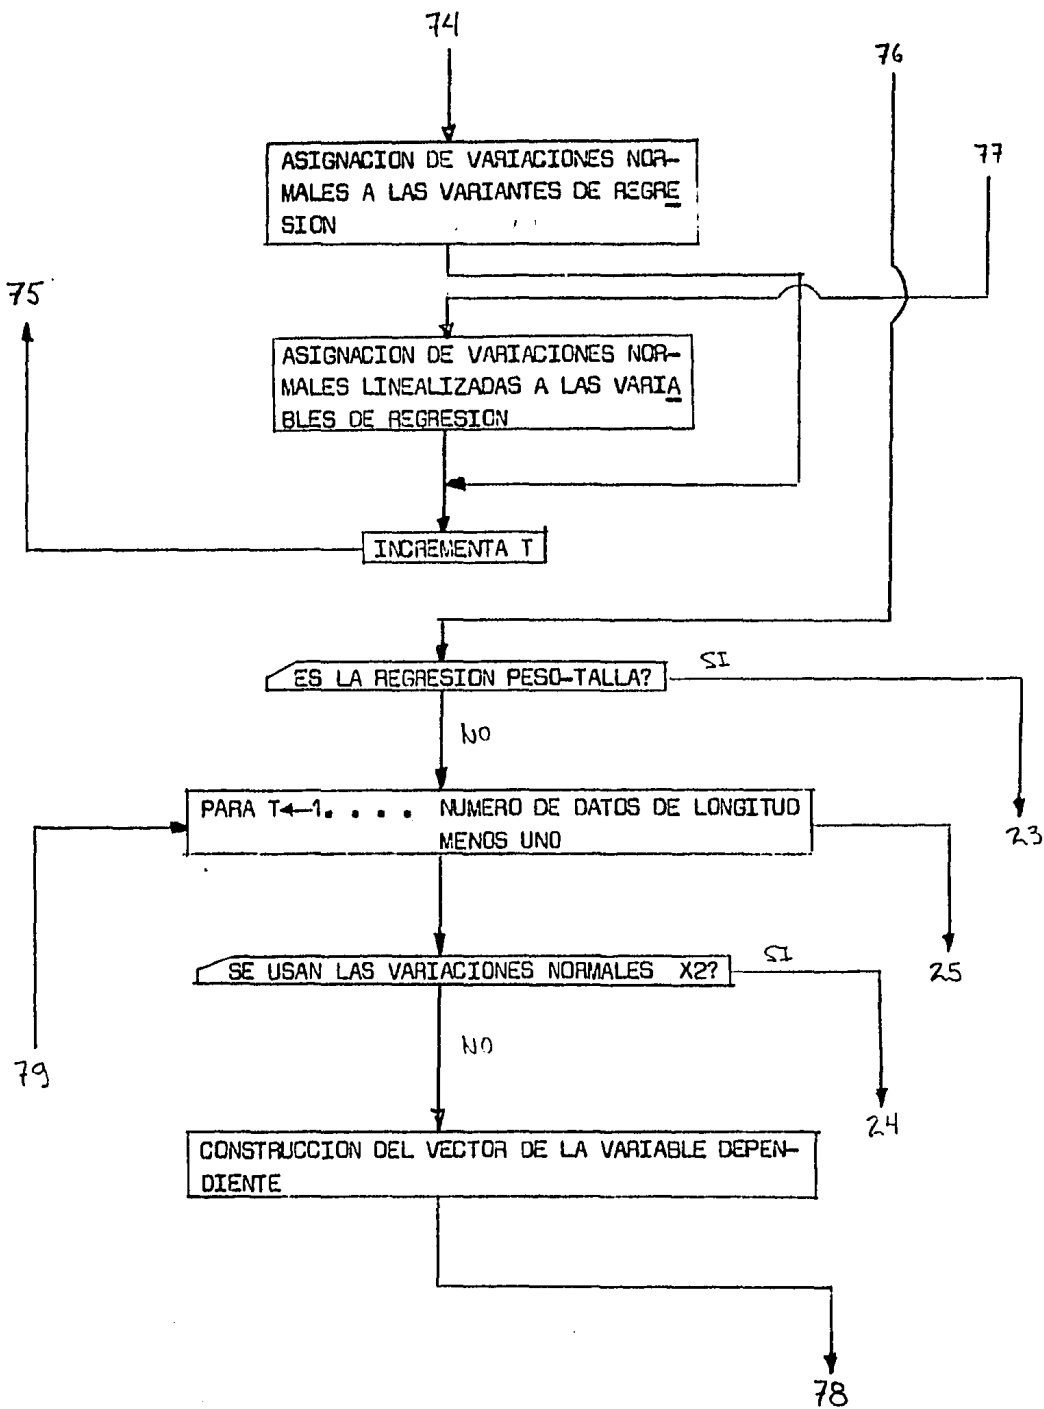 74
76
77
ASIGNACION DE VARIACIONES NOR-
MALES A LAS VARIANTES DE REGRE
SION
75
ASIGNACION DE VARIACIONES NOR-
MALES LINEALIZADAS A LAS VARIA
BLES DE REGRESION
INCREMENTA T
ES LA REGRESION PESO-TALLA?
SI
NO
PARA T←1.... NUMERO DE DATOS DE LONGITUD
MENOS UNO
23
SE USAN LAS VARIACIONES NORMALES X2?
SI
25
NO
79
24
CONSTRUCCION DEL VECTOR DE LA VARIABLE DEPEN-
DIENTE
78